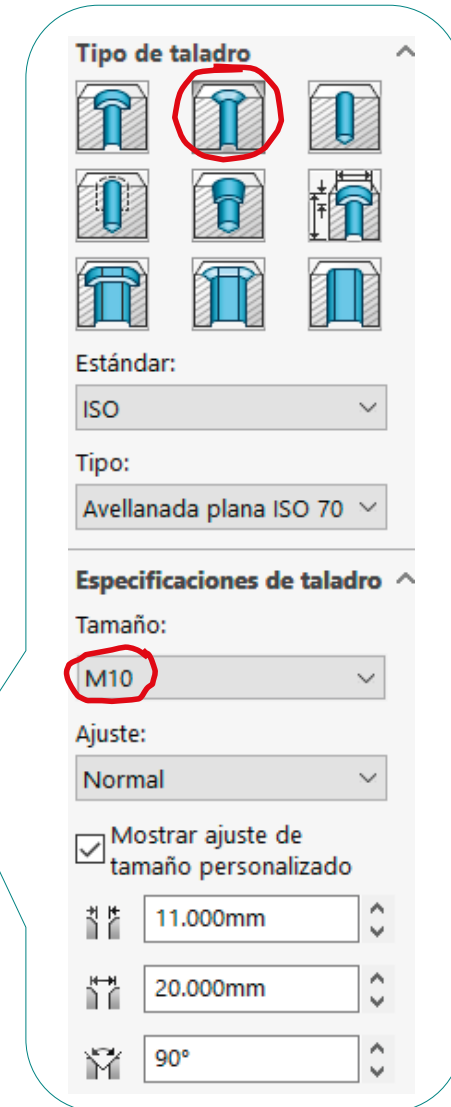 Tipo de taladro
Estándar:
ISO
Tipo:
Avellanada plana ISO 70
Especificaciones de taladro
Tamaño:
M10
Ajuste:
Normal
Mostrar ajuste de
tamaño personalizado
11.000mm
20.000mm
90°